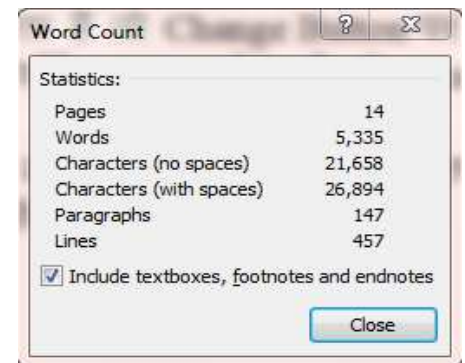 Word Count
Statistics:
Pages 14
Words 5,335
Characters (no spaces) 21,658
Characters (with spaces) 26,894
Paragraphs 147
Lines 457
Include textboxes, footnotes and endnotes
Close